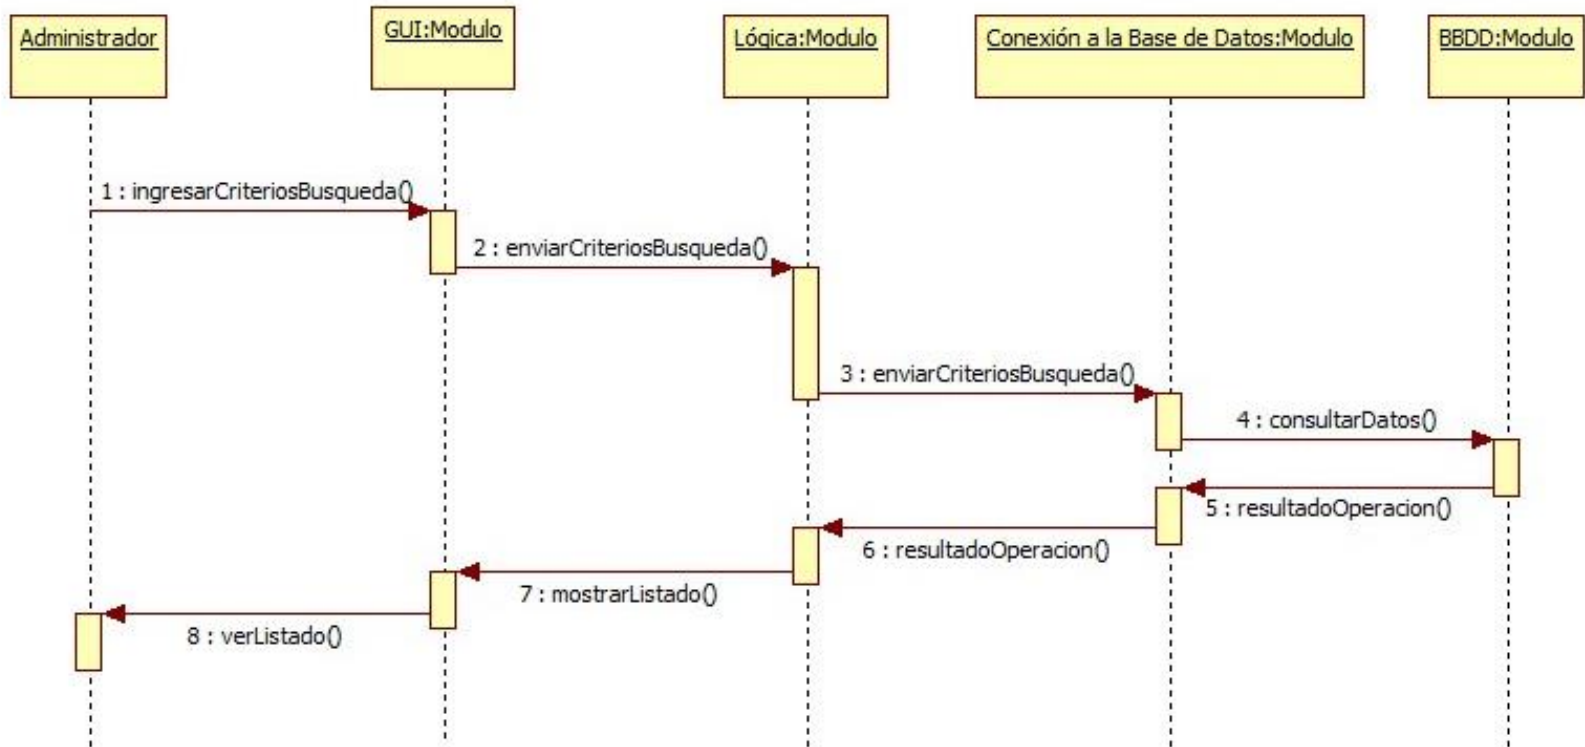 Administrador
GUI:Modulo
Lógica:Modulo
Conexión a la Base de Datos:Modulo
BBDD:Modulo
1 : ingresarCriteriosBusqueda()
2 : enviarCriteriosBusqueda()
3 : enviarCriteriosBusqueda()
4 : consultarDatos()
5 : resultadoOperacion()
6 : resultadoOperacion()
7 : mostrarListado()
8 : verListado()